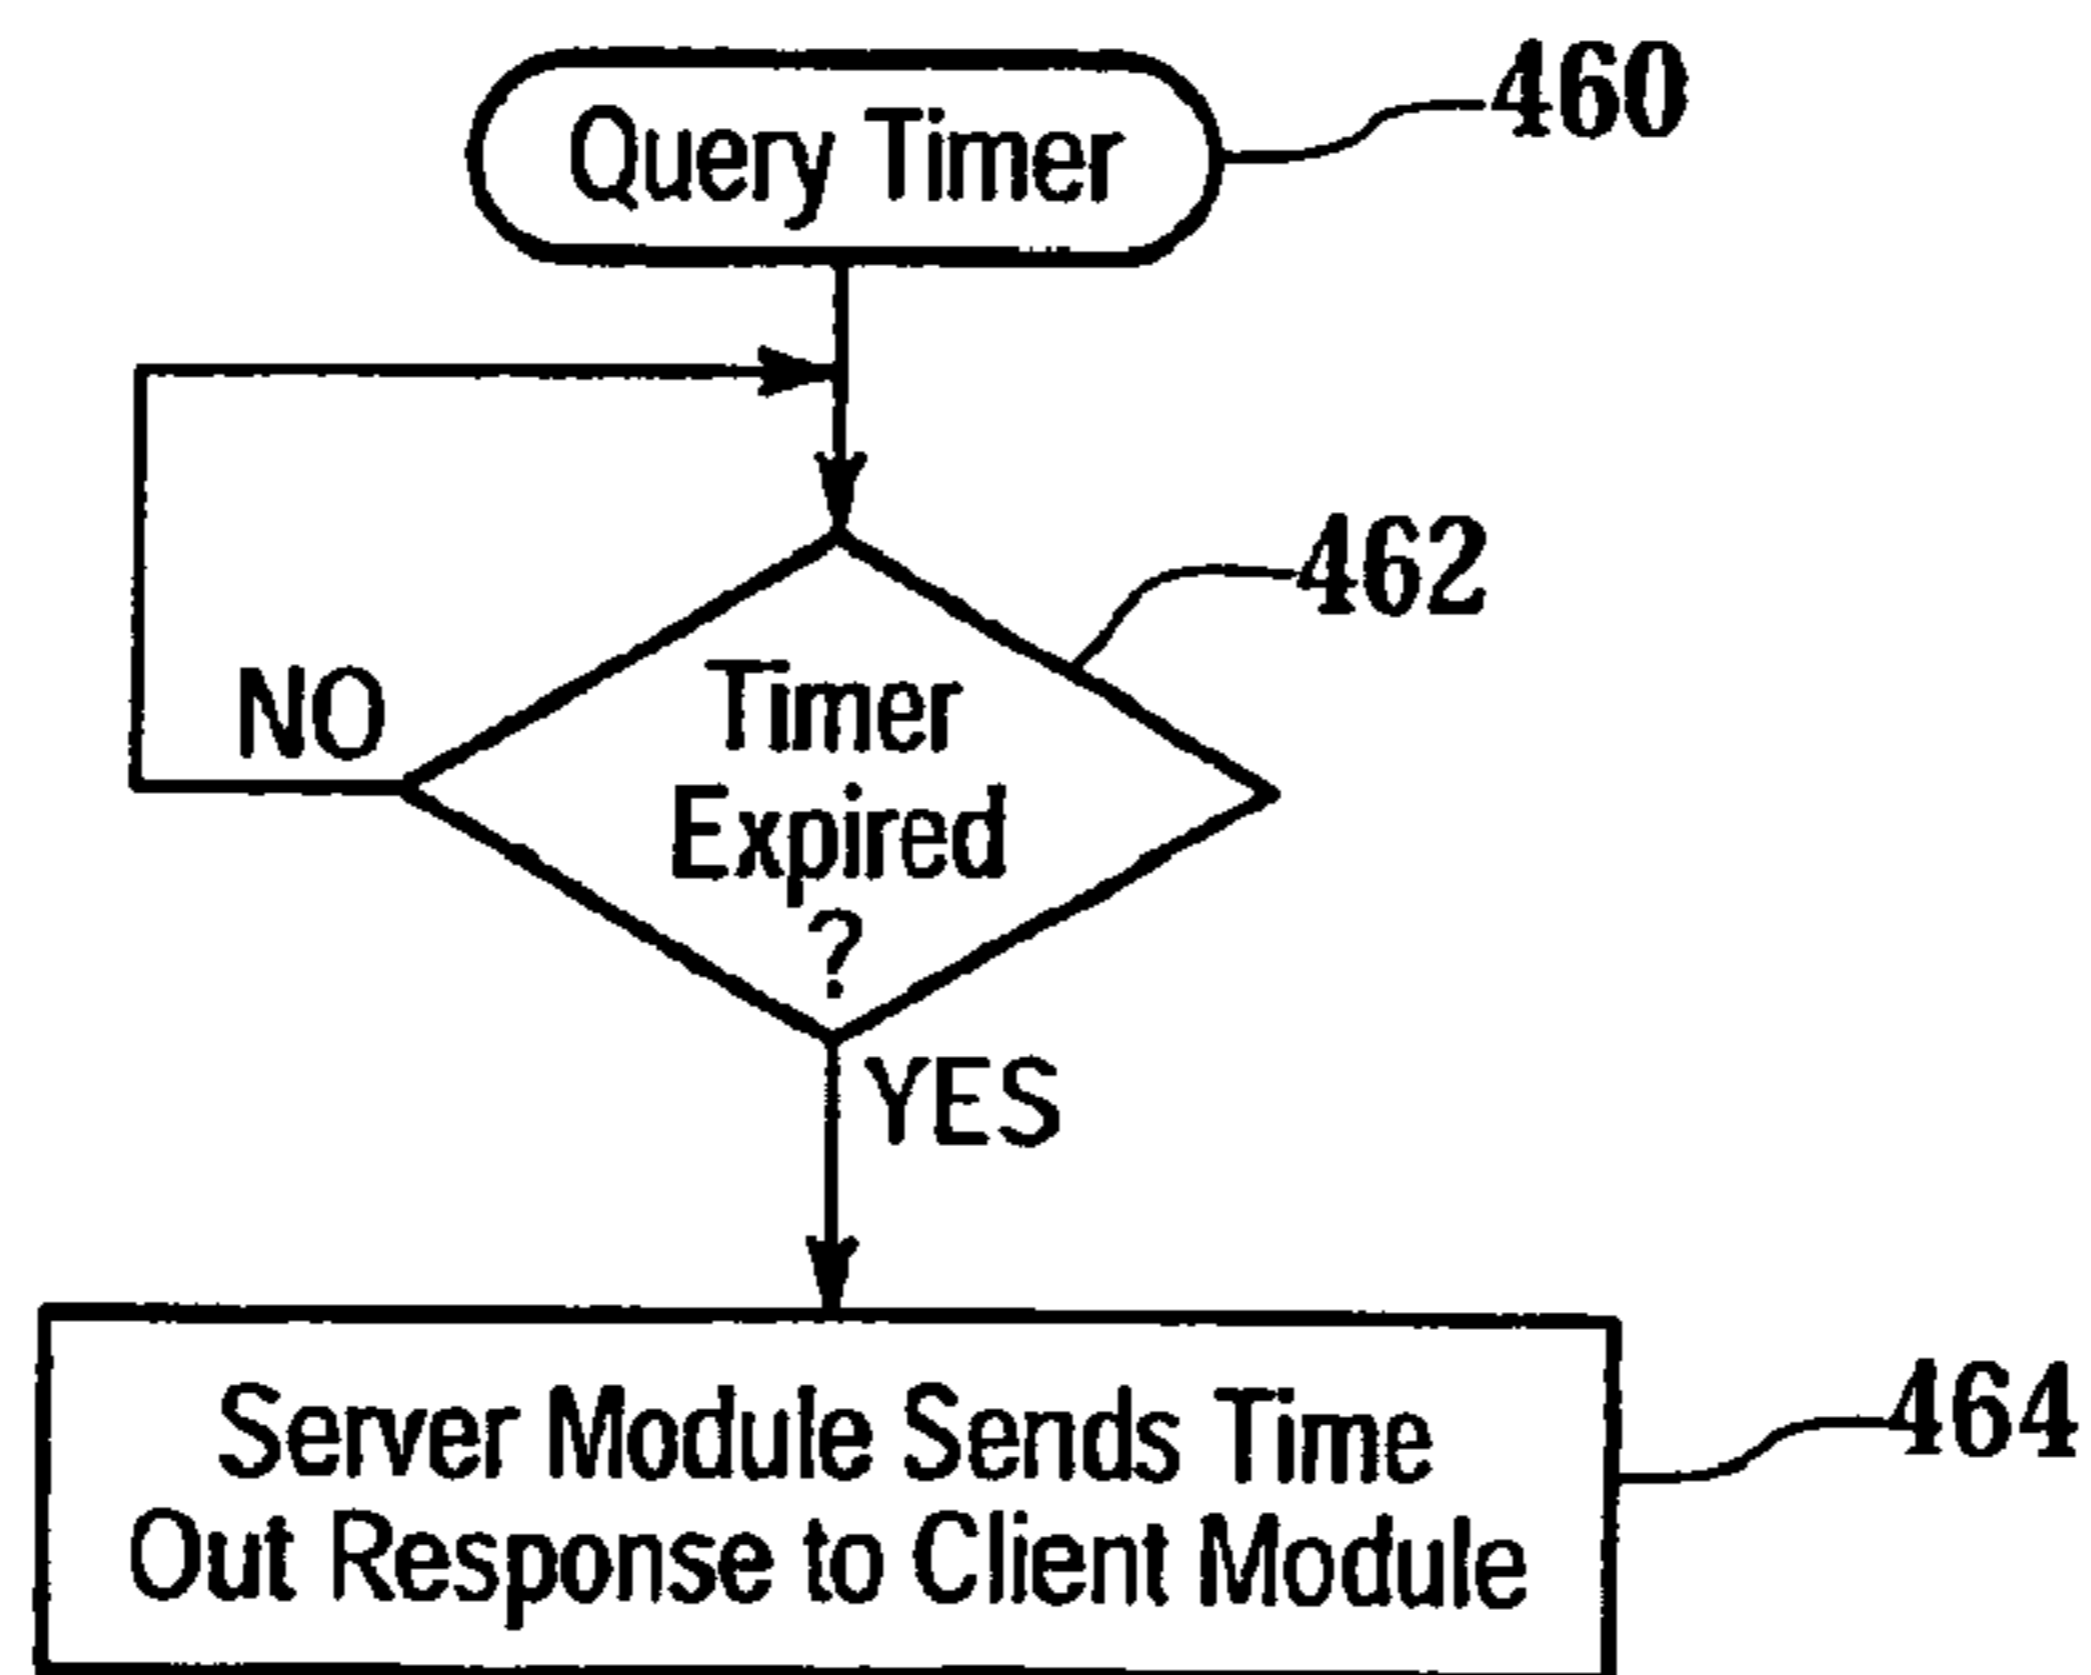 Query Timer
460
462
NO
Timer
Expired
?
YES
Server Module Sends Time
Out Response to Client Module
464